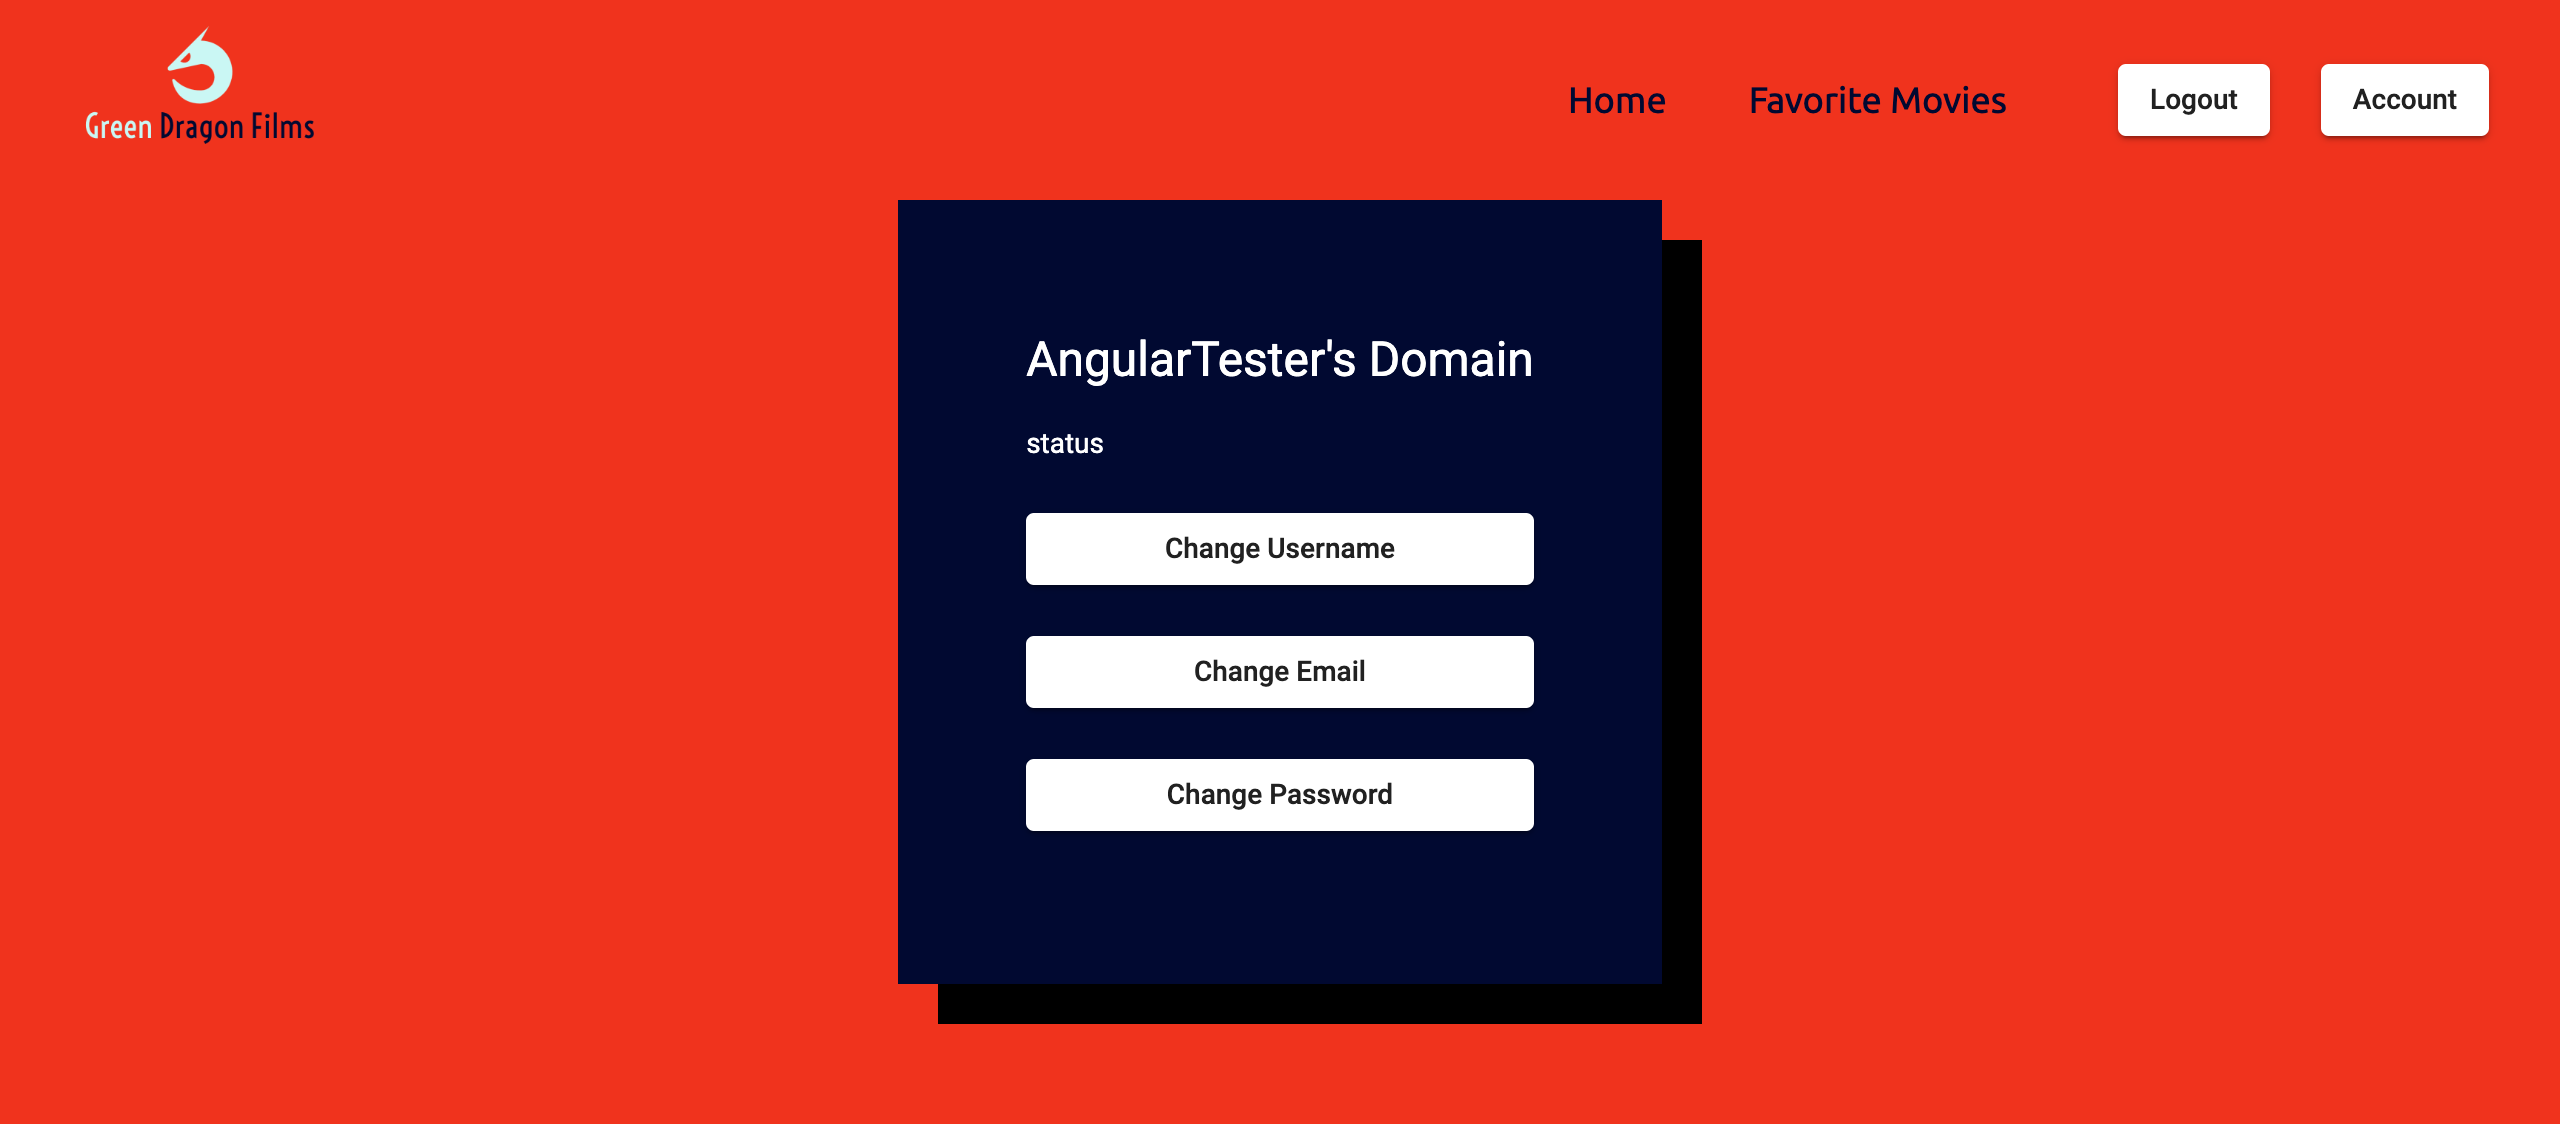 Green Dragon Films
Home
Favorite Movies
Logout
Account
AngularTester's Domain
status
Change Username
Change Email
Change Password